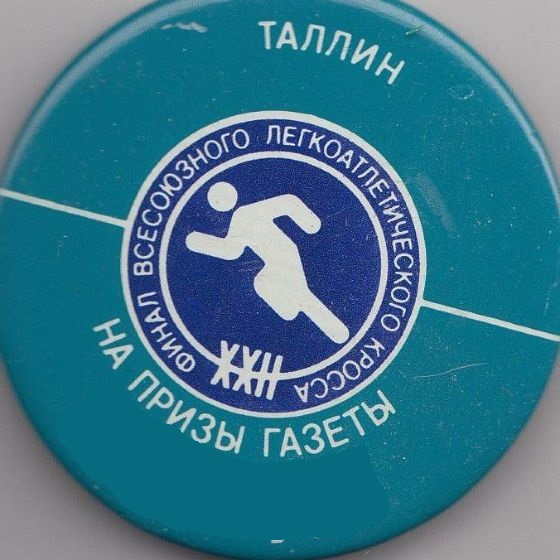 ТАЛЛИН
ФИНАЛ ВСЕСОЮЗНОГО ЛЕГКОАТЛЕТИЧЕСКОГО КРОССА
XXII
НА ПРИЗЫ ГАЗЕТЫ